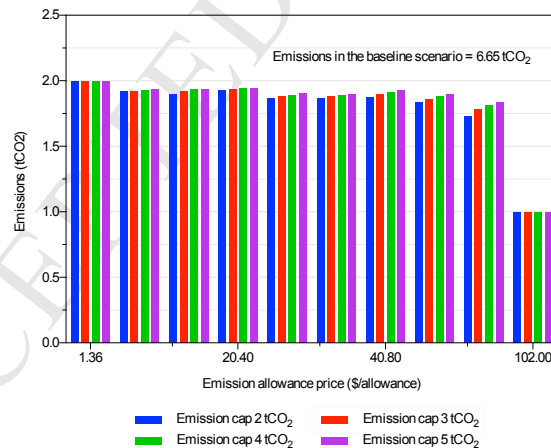 2.5
Emissions in the baseline scenario = 6.65 tCO2
2.0
1.5
1.0
0.5
0.0
Emissions (tCO2)
1.36
20.40
40.80
102.00
Emission allowance price ($/allowance)
Emission cap 2 tCO2
Emission cap 3 tCO2
Emission cap 4 tCO2
Emission cap 5 tCO2
CEPTED